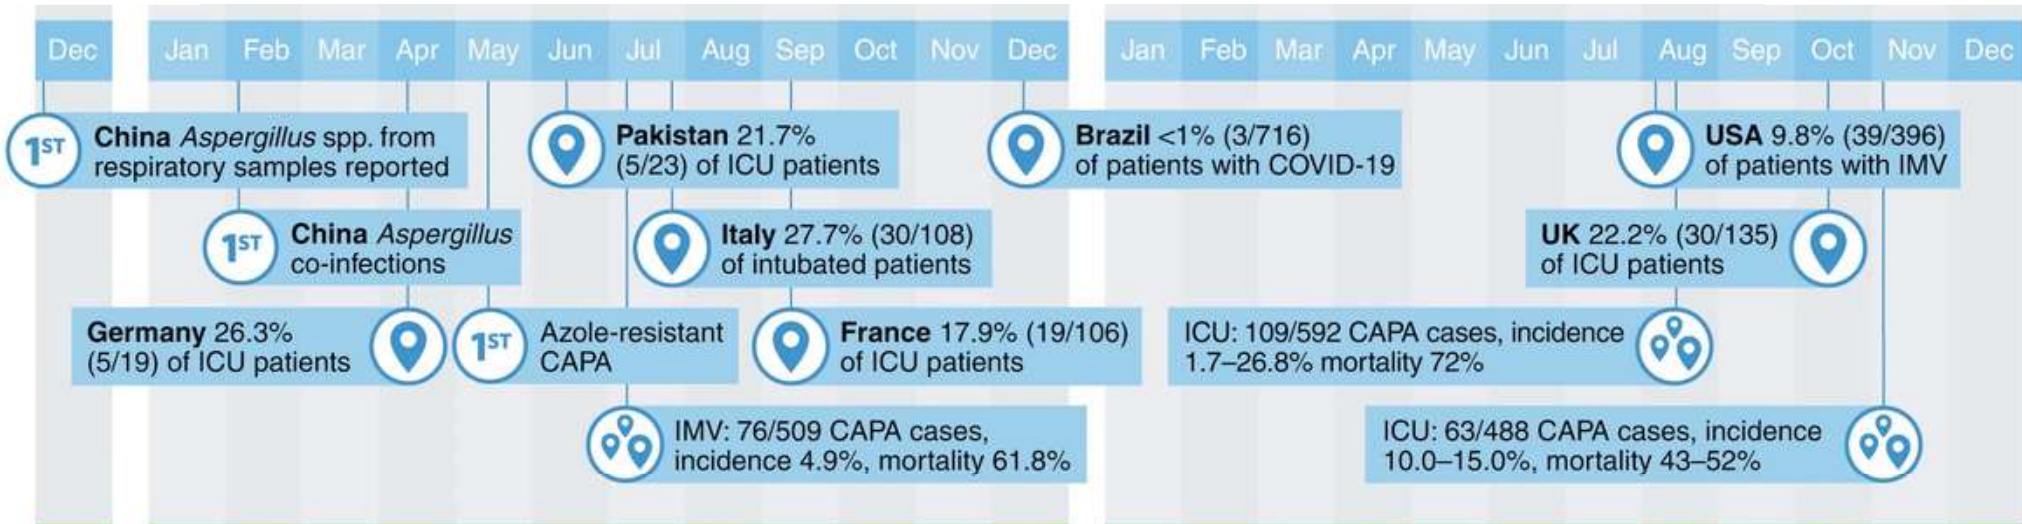 Dec Jan Feb Mar Apr May Jun Jul Aug Sep Oct Nov Dec Jan Feb Mar Apr May Jun Jul Aug Sep Oct Nov Dec
1ST
China Aspergillus spp. from
respiratory samples reported
Pakistan 21.7%
(5/23) of ICU patients
Brazil <1% (3/716)
of patients with COVID-19
USA 9.8% (39/396)
of patients with IMV
1ST
China Aspergillus
co-infections
Italy 27.7% (30/108)
of intubated patients
UK 22.2% (30/135)
of ICU patients
Germany 26.3%
(5/19) of ICU patients
1ST
Azole-resistant
CAPA
France 17.9% (19/106)
of ICU patients
ICU: 109/592 CAPA cases, incidence
1.7–26.8% mortality 72%
IMV: 76/509 CAPA cases,
incidence 4.9%, mortality 61.8%
ICU: 63/488 CAPA cases, incidence
10.0–15.0%, mortality 43–52%